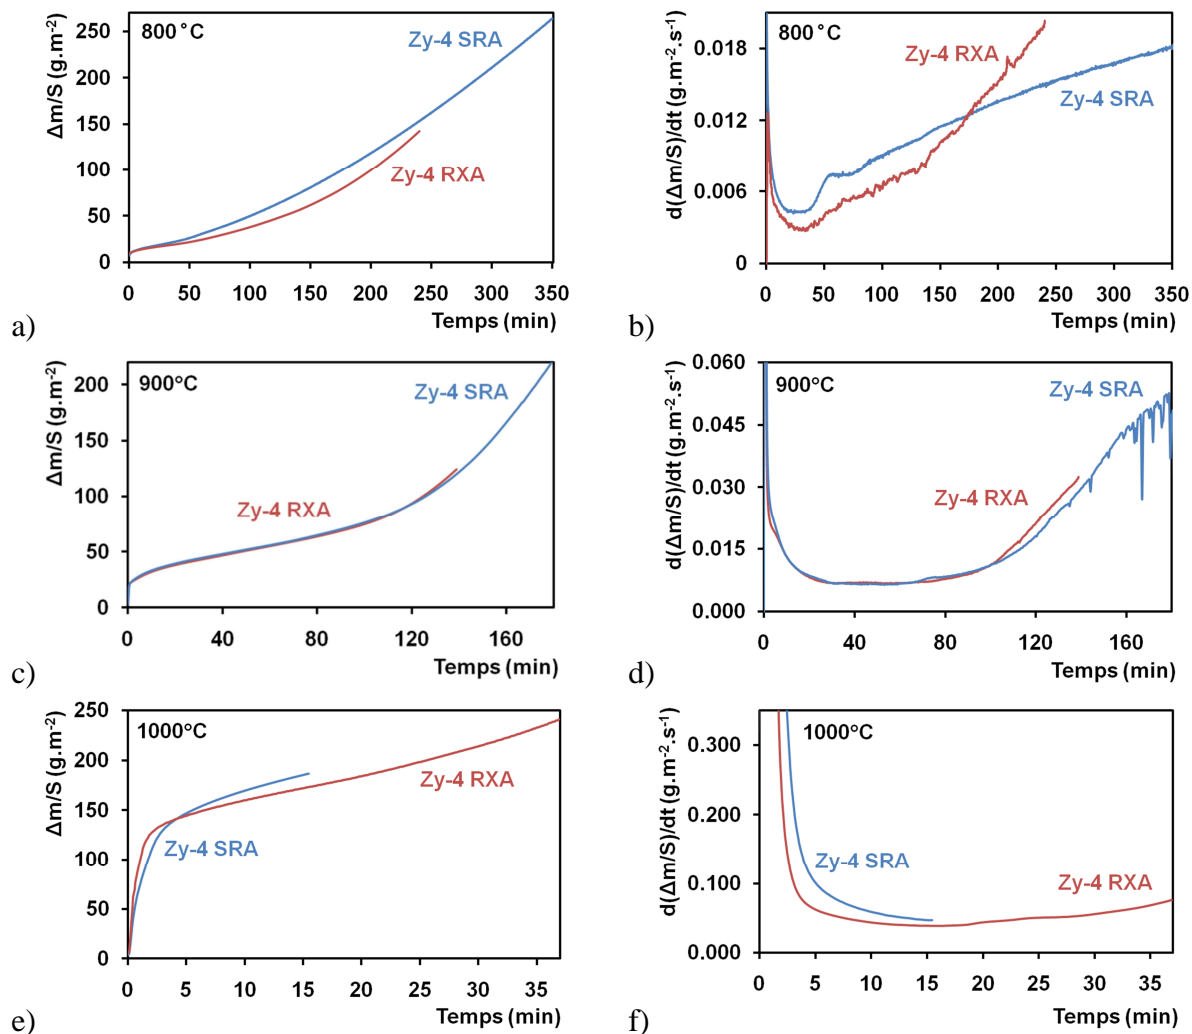 Δm/S (g.m-2)
800°C
Zy-4 SRA
Zy-4 RXA
250
200
150
100
50
0
0 50 100 150 200 250 300 350
Temps (min)
a)
d(Δm/S)/dt (g.m-2.s-1)
800°C
Zy-4 RXA
Zy-4 SRA
0.018
0.012
0.006
0
0 50 100 150 200 250 300 350
Temps (min)
b)
Δm/S (g.m-2)
900°C
Zy-4 SRA
Zy-4 RXA
200
150
100
50
0
0 40 80 120 160
Temps (min)
c)
d(Δm/S)/dt (g.m-2.s-1)
900°C
Zy-4 SRA
Zy-4 RXA
0.060
0.045
0.030
0.015
0.000
0 40 80 120 160
Temps (min)
d)
Δm/S (g.m-2)
1000°C
Zy-4 RXA
Zy-4 SRA
250
200
150
100
50
0
0 5 10 15 20 25 30 35
Temps (min)
e)
d(Δm/S)/dt (g.m-2.s-1)
1000°C
Zy-4 SRA
Zy-4 RXA
0.300
0.200
0.100
0.000
0 5 10 15 20 25 30 35
Temps (min)
f)